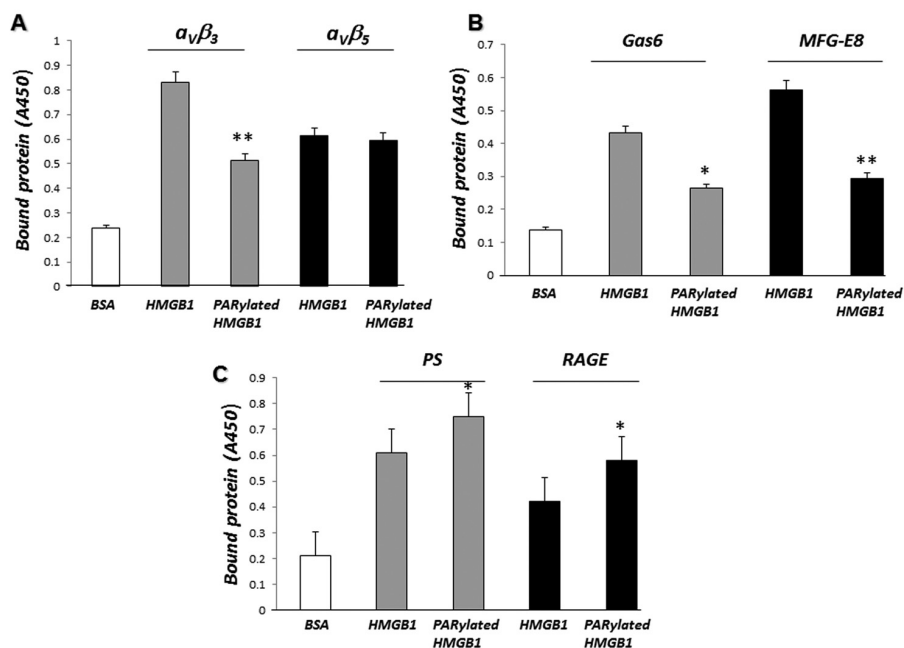 A
aVβ3
aVβ5
Bound protein (A450)
1
0.9
0.8
0.7
0.6
0.5
0.4
0.3
0.2
0.1
0
**
BSA
HMGB1
PARylated
HMGB1
HMGB1
PARylated
HMGB1
B
Gas6
MFG-E8
Bound protein (A450)
0.7
0.6
0.5
0.4
0.3
0.2
0.1
0
*
**
BSA
HMGB1
PARylated
HMGB1
HMGB1
PARylated
HMGB1
C
PS
RAGE
Bound protein (A450)
0.9
0.8
0.7
0.6
0.5
0.4
0.3
0.2
0.1
0
*
*
BSA
HMGB1
PARylated
HMGB1
HMGB1
PARylated
HMGB1